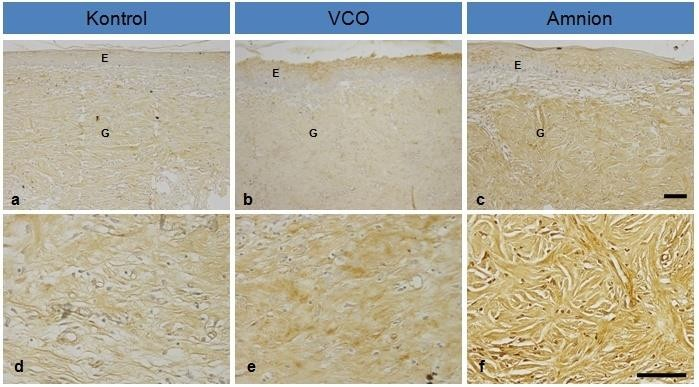 Kontrol VCO Amnion
E E E
G G G
a b c
d e f